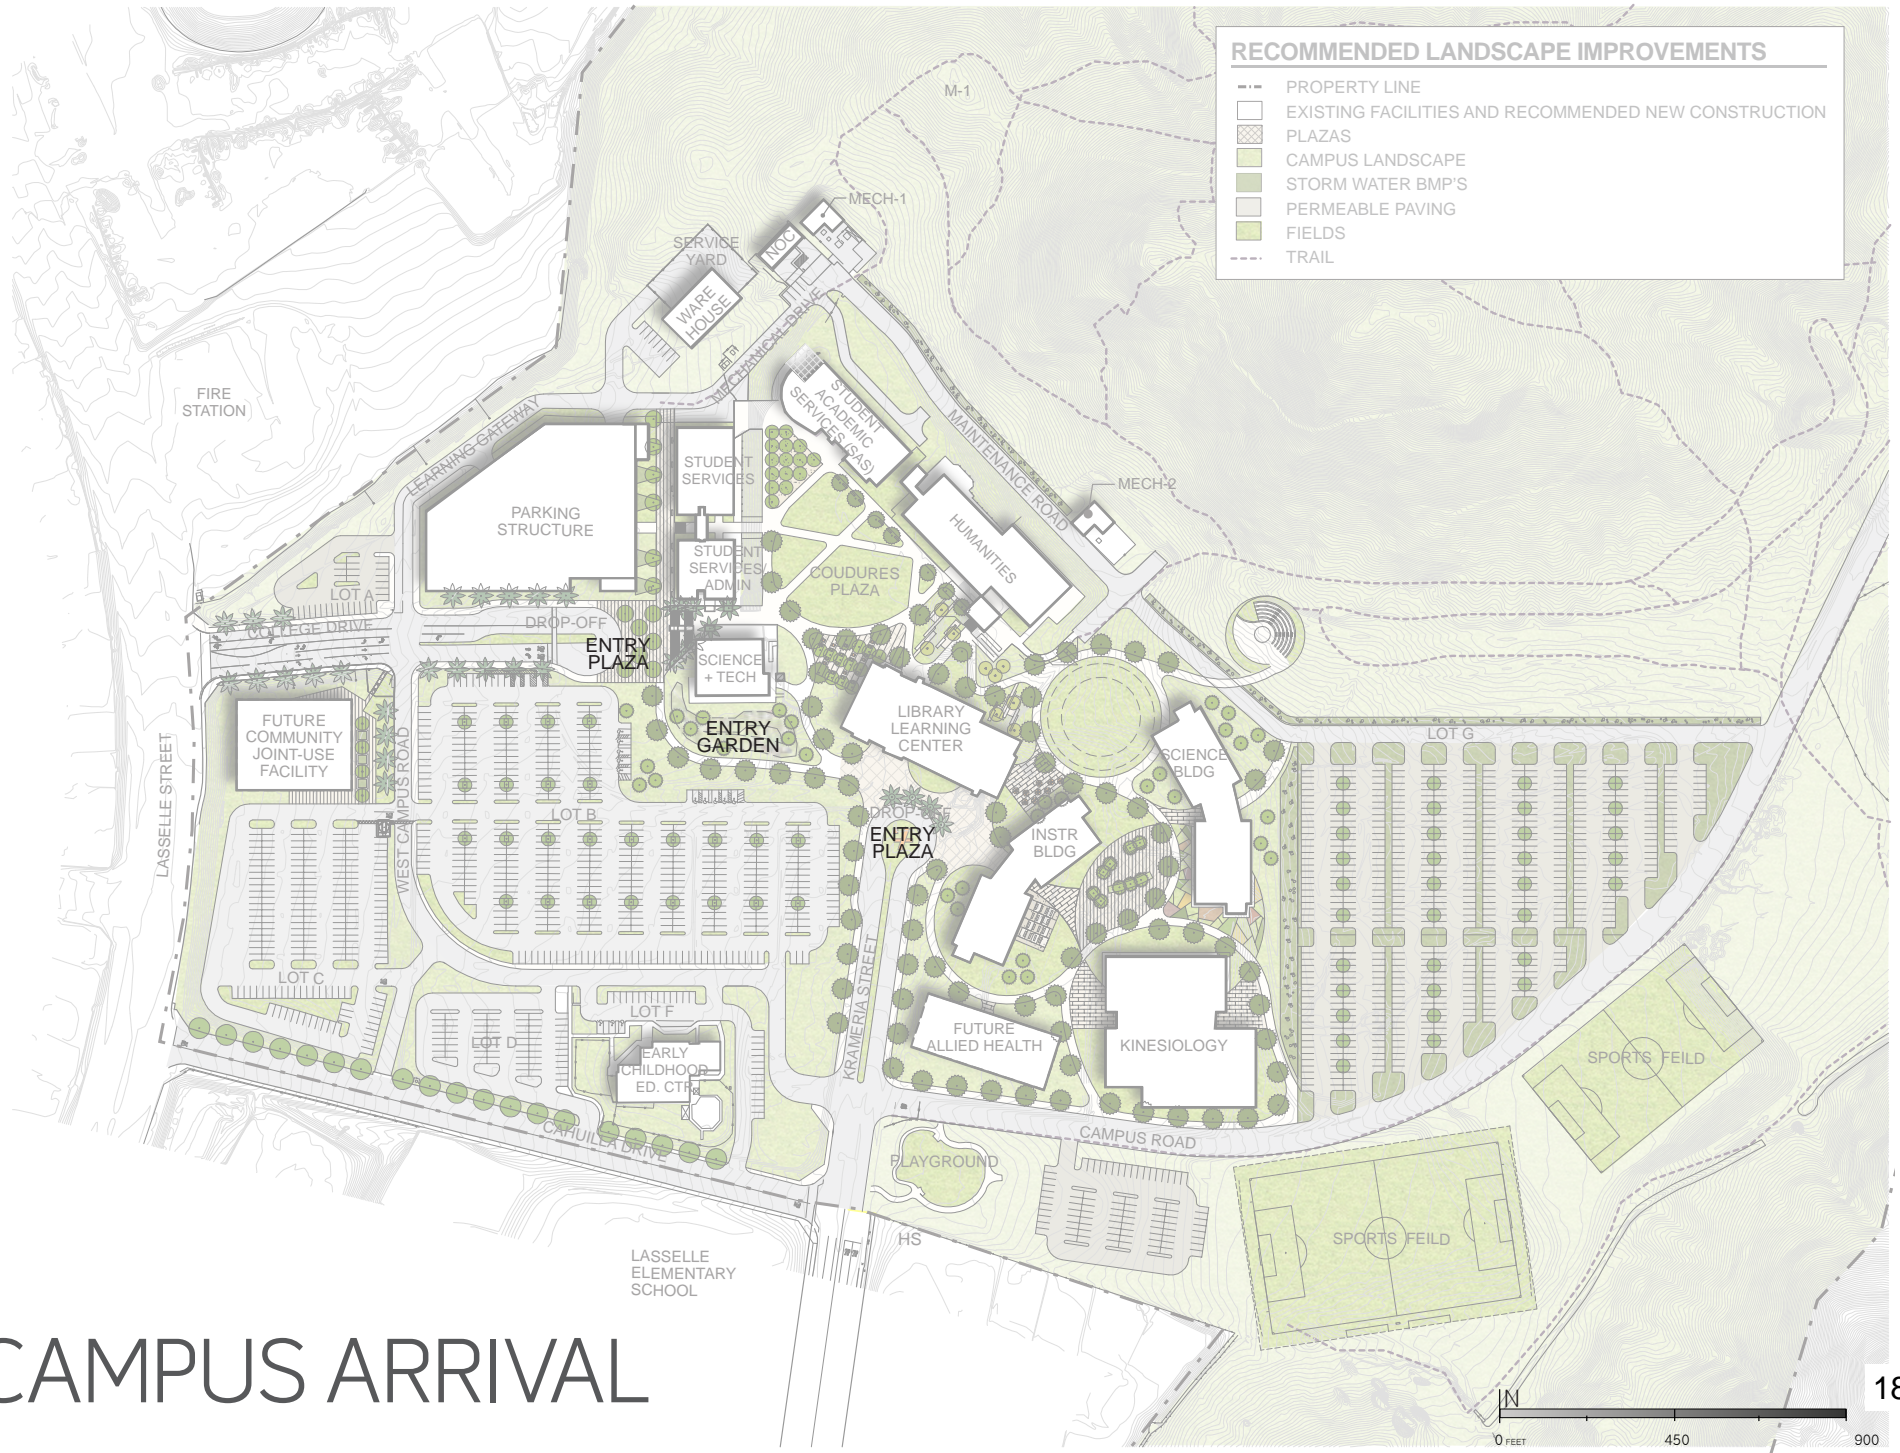 RECOMMENDED LANDSCAPE IMPROVEMENTS
PROPERTY LINE
EXISTING FACILITIES AND RECOMMENDED NEW CONSTRUCTION
PLAZAS
CAMPUS LANDSCAPE
STORM WATER BMP'S
PERMEABLE PAVING
FIELDS
TRAIL
M-1
MECH-1
SERVICE
YARD
NOC
WARE
HOUSE
MECHANICAL DRIVE
FIRE
STATION
LEARNING GATEWAY
STUDENT
ACADEMIC
SERVICES (SAS)
MAINTENANCE ROAD
STUDENT
SERVICES
MECH-2
PARKING
STRUCTURE
HUMANITIES
STUDENT
SERVICES/
ADMIN
COUDURES
PLAZA
LOT A
COLLEGE DRIVE
DROP-OFF
ENTRY
PLAZA
SCIENCE
+ TECH
FUTURE
COMMUNITY
JOINT-USE
FACILITY
LASSELLE STREET
WEST CAMPUS ROAD
ENTRY
GARDEN
LIBRARY
LEARNING
CENTER
SCIENCE
BLDG
LOT G
LOT B
DROP-
ENTRY
PLAZA
INSTR
BLDG
LOT C
KRAMERIA STREET
LOT F
LOT D
EARLY
CHILDHOOD
ED. CTR
FUTURE
ALLIED HEALTH
KINESIOLOGY
SPORTS FEILD
CAHUILLA DRIVE
CAMPUS ROAD
PLAYGROUND
SPORTS FEILD
HS
LASSELLE
ELEMENTARY
SCHOOL
CAMPUS ARRIVAL
18
N
0 FEET
450
900